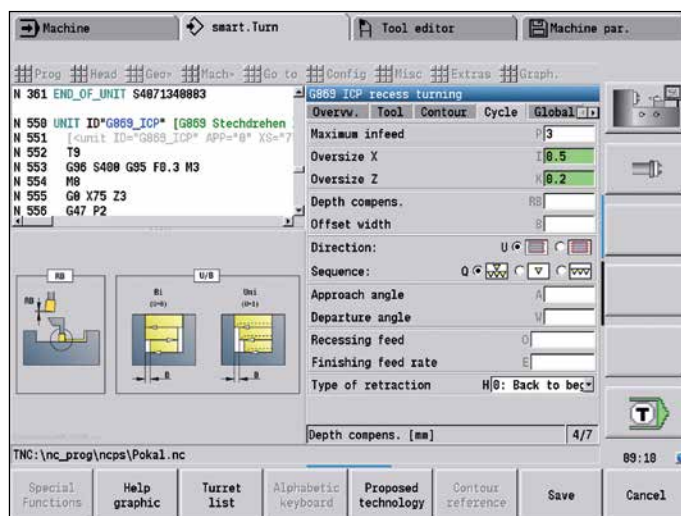 Machine
smart.Turn
Tool editor
Machine par.
Prog Head Geo» Mach» Go to Config Misc Extras Graph.
N 361 END_OF_UNIT S4071340803
N 550 UNIT ID"G869_ICP" [G869 Stechdrehen
N 551 [<unit ID="G869_ICP" APP="0" XS="7
N 552 T9
N 553 G96 S400 G95 F0.3 M3
N 554 M8
N 555 G0 X75 Z3
N 556 G47 P2
G869 ICP recess turning
Overvw. Tool Contour Cycle Global
Maximum infeed P 3
Oversize X I 0.5
Oversize Z K 0.2
Depth compens. RB
Offset width B
Direction: U
Sequence: Q
Approach angle A
Departure angle W
Recessing feed O
Finishing feed rate E
Type of retraction H 0: Back to beg
Depth compens. [mm] 4/7
RB
RB
U/B
Bi
(U=0)
Uni
(U=1)
B
B
T
TNC:\nc_prog\ncps\Pokal.nc
09:18
Special Functions
Help graphic
Turret list
Alphabetic keyboard
Proposed technology
Contour reference
Save
Cancel